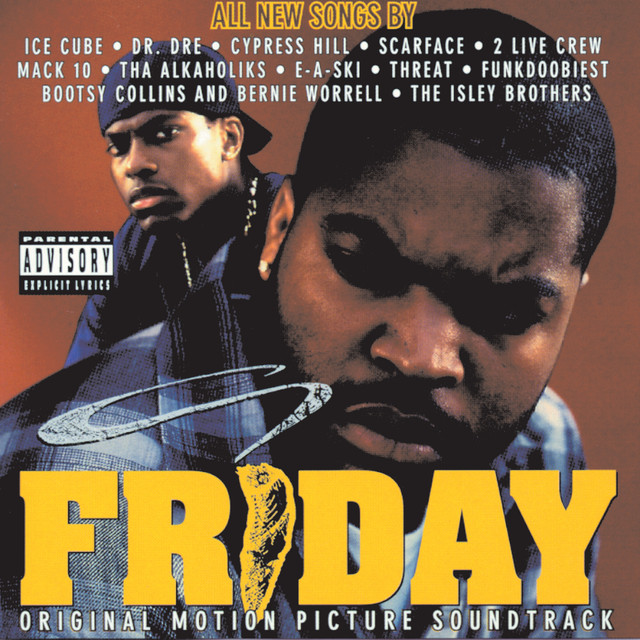 ALL NEW SONGS BY
ICE CUBE • DR. DRE • CYPRESS HILL • SCARFACE • 2 LIVE CREW
MACK 10 • THA ALKAHOLIKS • E-A-SKI • THREAT • FUNKDOOBIEST
BOOTSY COLLINS AND BERNIE WORRELL • THE ISLEY BROTHERS
PARENTAL
ADVISORY
EXPLICIT LYRICS
FRIDAY
ORIGINAL MOTION PICTURE SOUNDTRACK